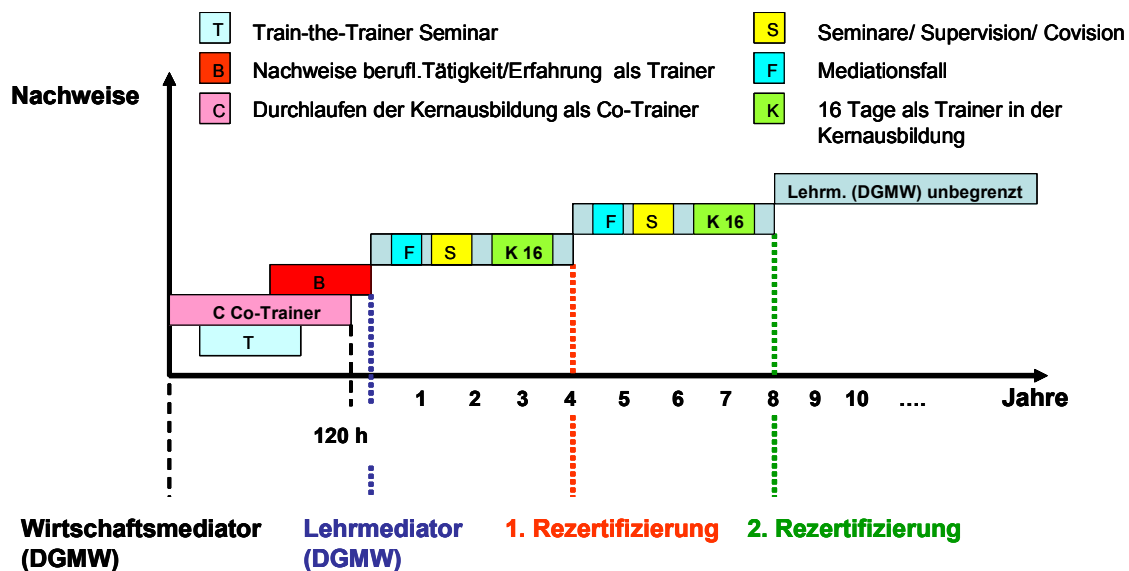 T Train-the-Trainer Seminar
B Nachweise berufl.Tätigkeit/Erfahrung als Trainer
C Durchlaufen der Kernausbildung als Co-Trainer
S Seminare/ Supervision/ Covision
F Mediationsfall
K 16 Tage als Trainer in der
Kernausbildung
Nachweise
Lehrm. (DGMW) unbegrenzt
F S K 16
F S K 16
B
C Co-Trainer
T
1 2 3 4 5 6 7 8 9 10 .... Jahre
120 h
Wirtschaftsmediator
(DGMW)
Lehrmediator
(DGMW)
1. Rezertifizierung
2. Rezertifizierung